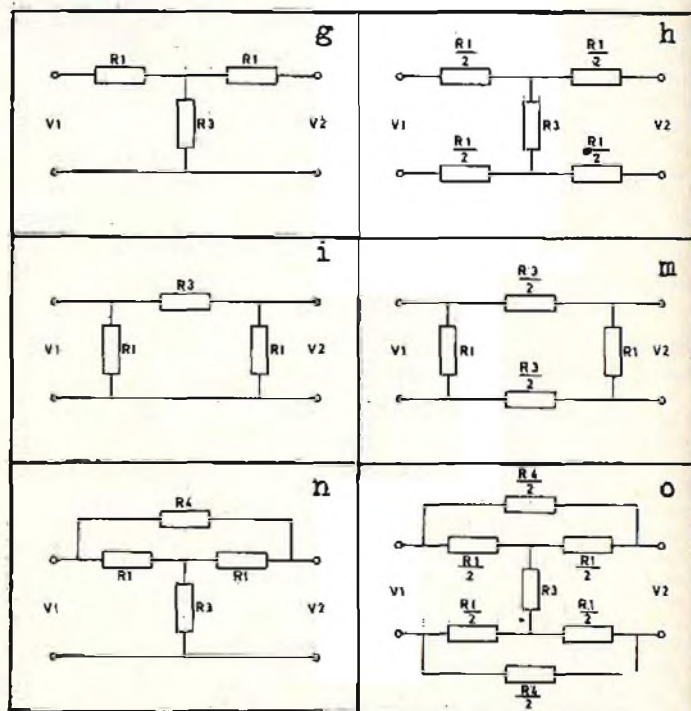 g
R1 R1
V1 R3 V2
h
R1/2 R1/2
V1 R3 V2
R1/2 R1/2
i
R3
V1 R1 R1 V2
m
R3/2
V1 R1 R1 V2
R3/2
n
R4
R1 R1
V1 R3 V2
o
R4/2
R1/2 R1/2
V1 R3 V2
R1/2 R1/2
R4/2